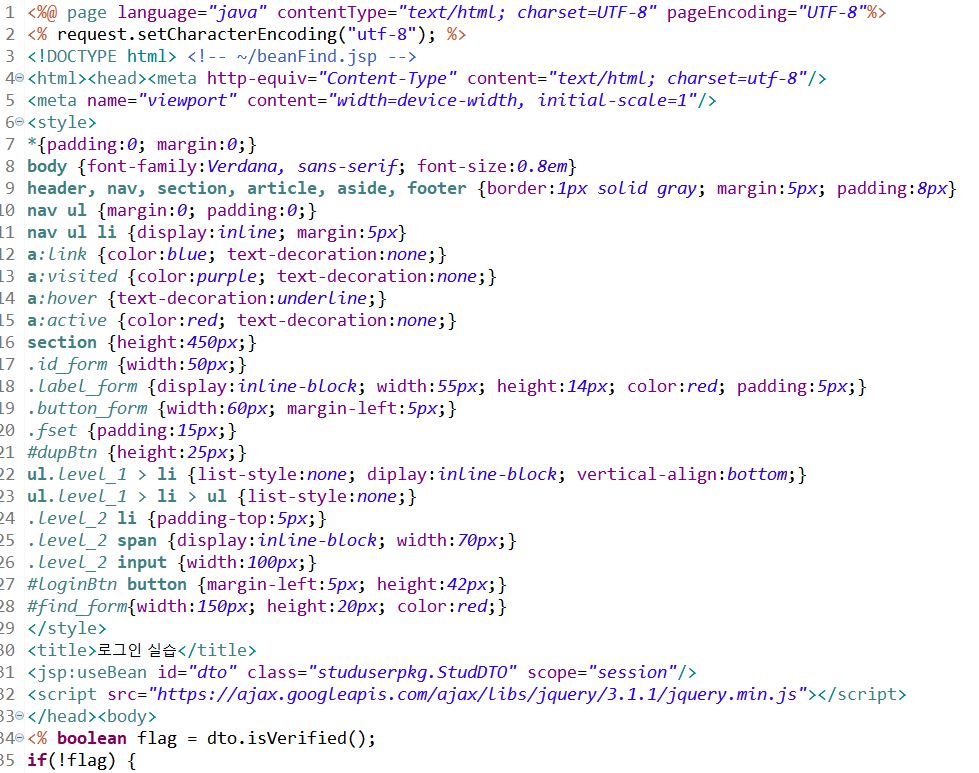 1 <%@ page language="java" contentType="text/html; charset=UTF-8" pageEncoding="UTF-8"%>
2 <% request.setCharacterEncoding("utf-8"); %>
3 <!DOCTYPE html> <!-- ~/beanFind.jsp -->
4 <html><head><meta http-equiv="Content-Type" content="text/html; charset=utf-8"/>
5 <meta name="viewport" content="width=device-width, initial-scale=1"/>
6 <style>
7 *{padding:0; margin:0;}
8 body {font-family:Verdana, sans-serif; font-size:0.8em}
9 header, nav, section, article, aside, footer {border:1px solid gray; margin:5px; padding:8px}
10 nav ul {margin:0; padding:0;}
11 nav ul li {display:inline; margin:5px}
12 a:link {color:blue; text-decoration:none;}
13 a:visited {color:purple; text-decoration:none;}
14 a:hover {text-decoration:underline;}
15 a:active {color:red; text-decoration:none;}
16 section {height:450px;}
17 .id_form {width:50px;}
18 .label_form {display:inline-block; width:55px; height:14px; color:red; padding:5px;}
19 .button_form {width:60px; margin-left:5px;}
20 .fset {padding:15px;}
21 #dupBtn {height:25px;}
22 ul.level_1 > li {list-style:none; diplay:inline-block; vertical-align:bottom;}
23 ul.level_1 > li > ul {list-style:none;}
24 .level_2 li {padding-top:5px;}
25 .level_2 span {display:inline-block; width:70px;}
26 .level_2 input {width:100px;}
27 #loginBtn button {margin-left:5px; height:42px;}
28 #find_form{width:150px; height:20px; color:red;}
29 </style>
30 <title>로그인 실습</title>
31 <jsp:useBean id="dto" class="studuserpkg.StudDTO" scope="session"/>
32 <script src="https://ajax.googleapis.com/ajax/libs/jquery/3.1.1/jquery.min.js"></script>
33 </head><body>
34 <% boolean flag = dto.isVerified();
35 if(!flag) {